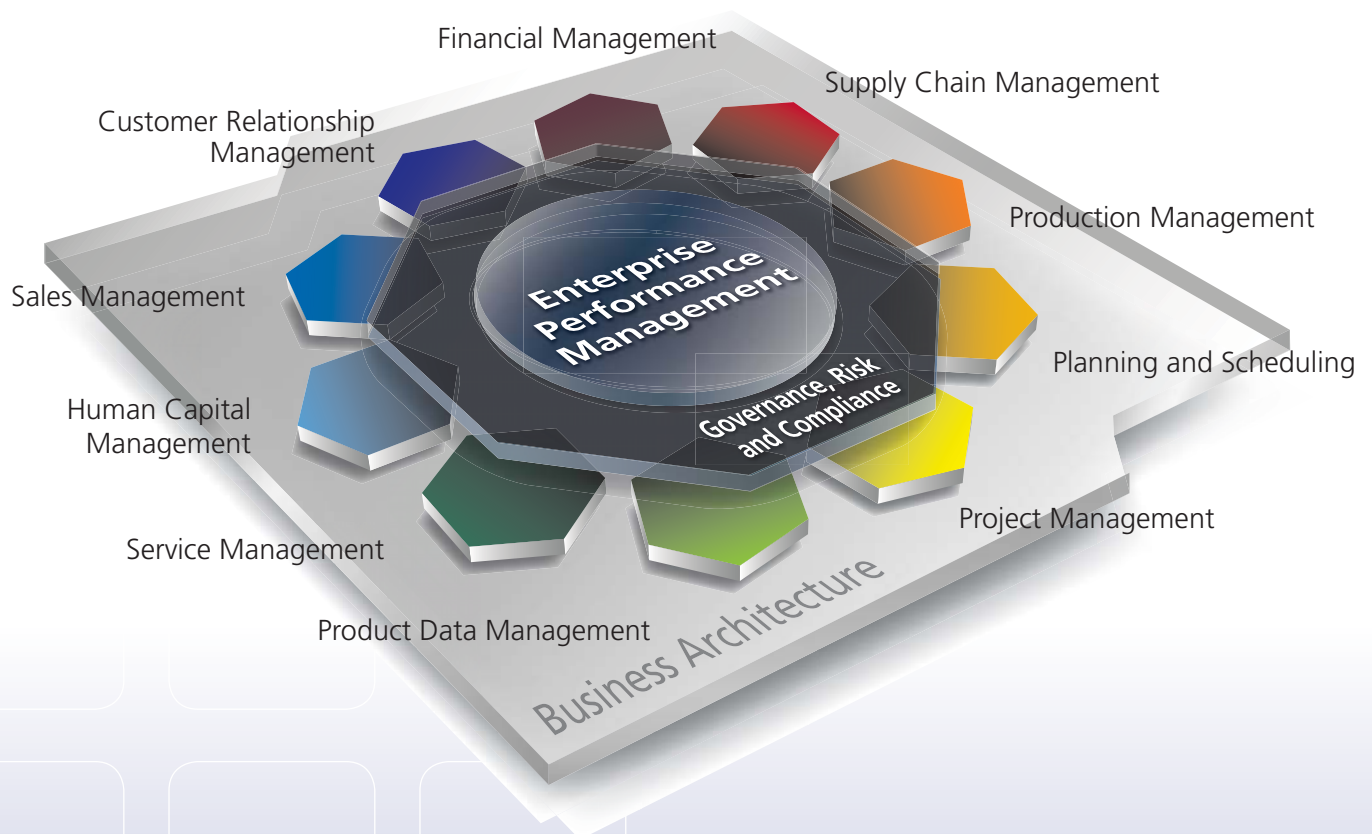 Financial Management
Supply Chain Management
Customer Relationship
Management
Production Management
Enterprise
Performance
Management
Sales Management
Planning and Scheduling
Governance, Risk
and Compliance
Human Capital
Management
Project Management
Service Management
Product Data Management
Business Architecture